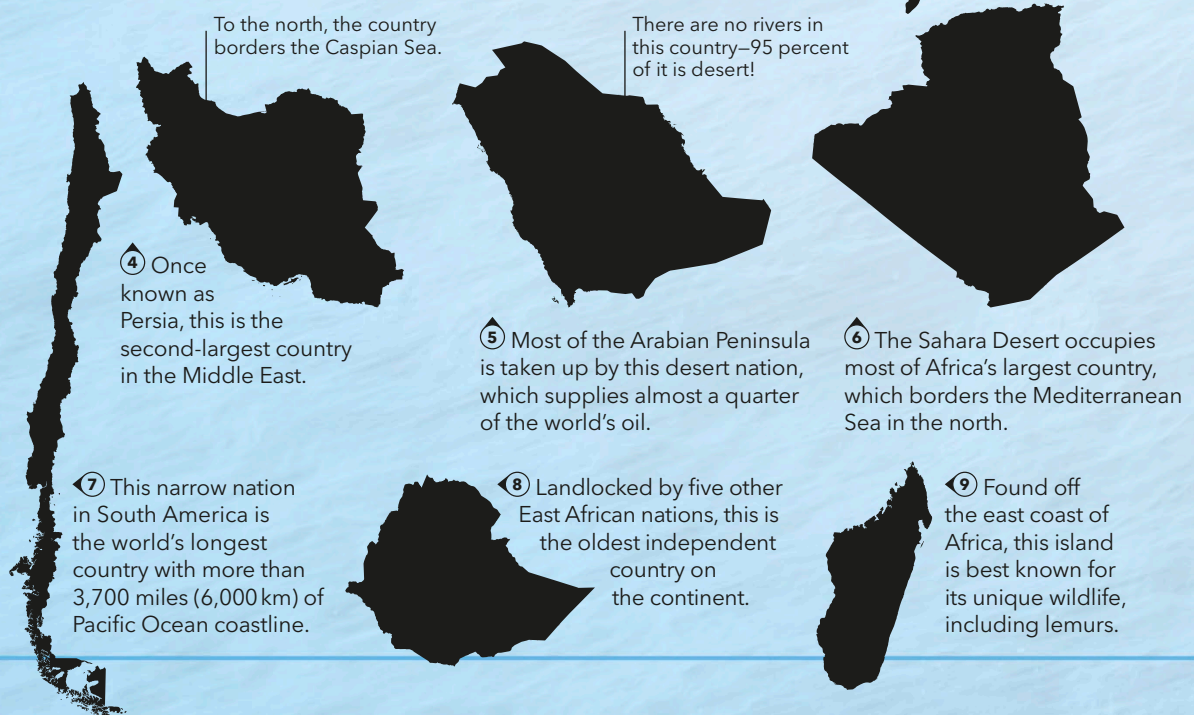 To the north, the country
borders the Caspian Sea.
There are no rivers in
this country—95 percent
of it is desert!
4 Once
known as
Persia, this is the
second-largest country
in the Middle East.
5 Most of the Arabian Peninsula
is taken up by this desert nation,
which supplies almost a quarter
of the world's oil.
6 The Sahara Desert occupies
most of Africa's largest country,
which borders the Mediterranean
Sea in the north.
7 This narrow nation
in South America is
the world's longest
country with more than
3,700 miles (6,000 km) of
Pacific Ocean coastline.
8 Landlocked by five other
East African nations, this is
the oldest independent
country on
the continent.
9 Found off
the east coast of
Africa, this island
is best known for
its unique wildlife,
including lemurs.